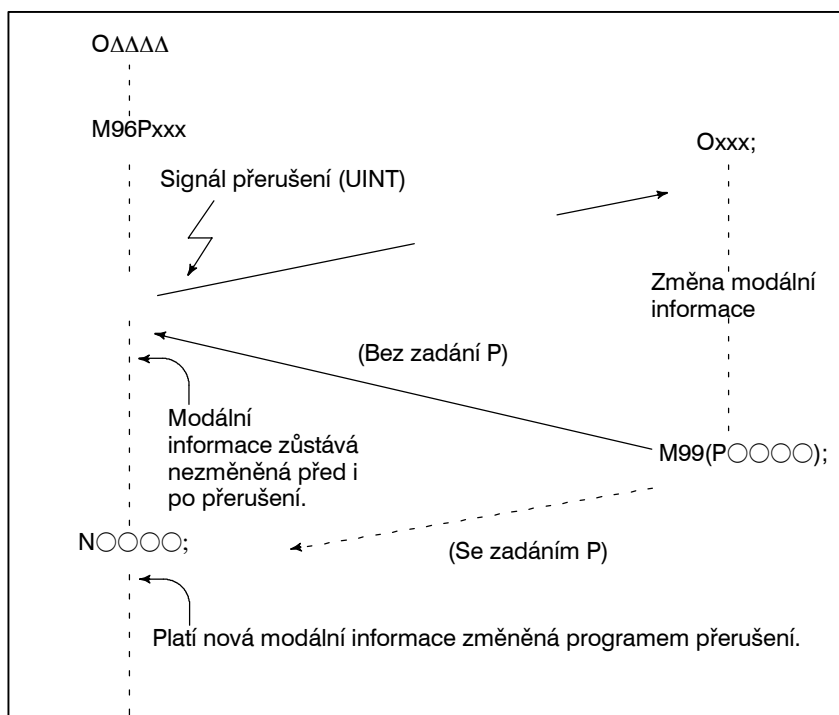 O∆∆∆∆
M96Pxxx
Oxxx;
Signál přerušení (UINT)
Změna modální
informace
(Bez zadání P)
Modální
informace zůstává
nezměněná před i
po přerušení.
M99(P○○○○);
N○○○○;
(Se zadáním P)
Platí nová modální informace změněná programem přerušení.